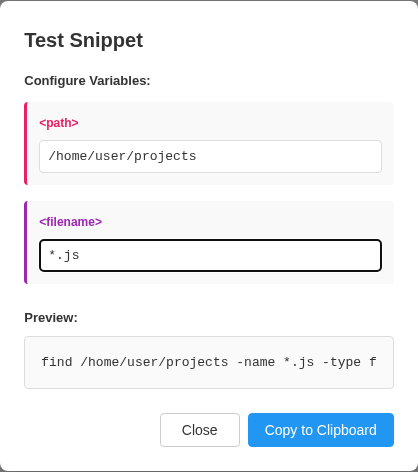 Test Snippet
Configure Variables:
<path>
/home/user/projects
<filename>
*.js
Preview:
find /home/user/projects -name *.js -type f
Close
Copy to Clipboard